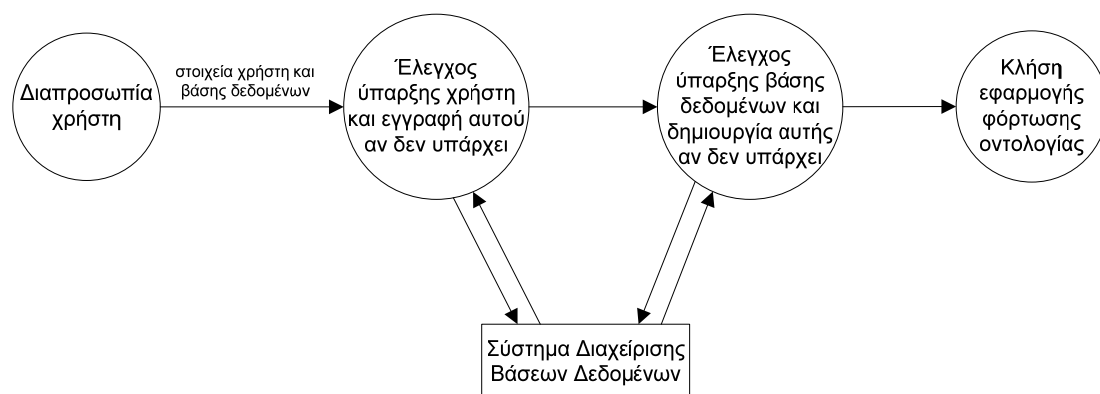 Διαπροσωπία
χρήστη
στοιχεία χρήστη και
βάσης δεδομένων
Έλεγχος
ύπαρξης χρήστη
και εγγραφή αυτού
αν δεν υπάρχει
Έλεγχος
ύπαρξης βάσης
δεδομένων και
δημιουργία αυτής
αν δεν υπάρχει
Κλήση
εφαρμογής
φόρτωσης
οντολογίας
Σύστημα Διαχείρισης
Βάσεων Δεδομένων